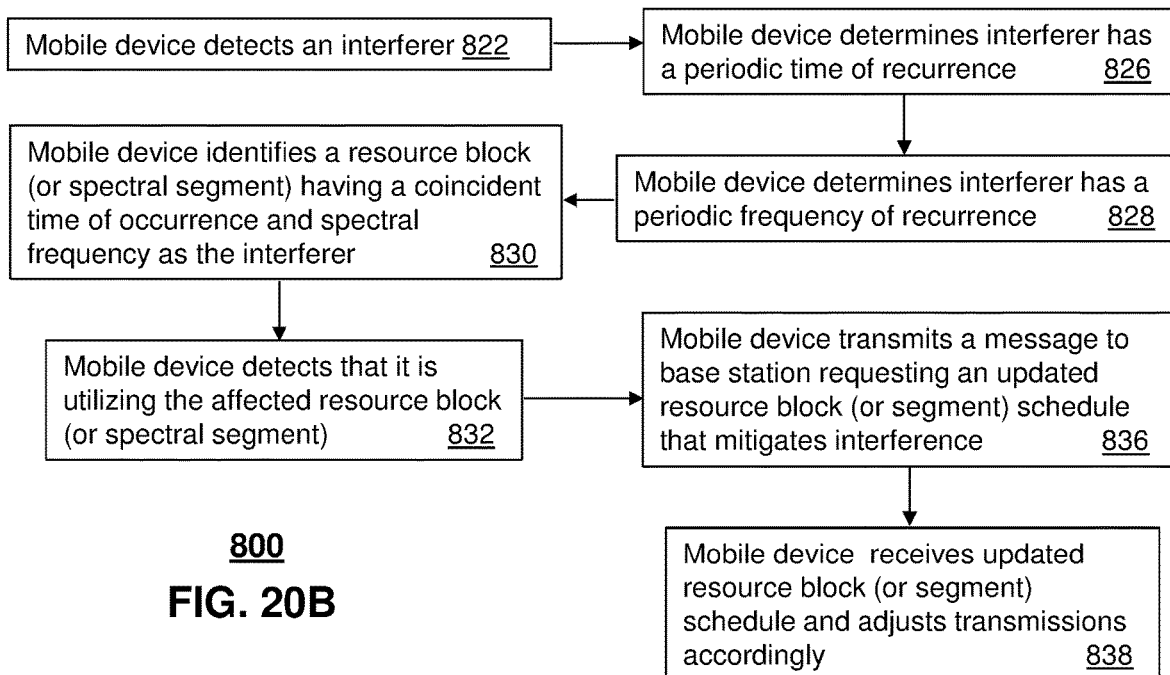 Mobile device detects an interferer 822
Mobile device determines interferer has
a periodic time of recurrence 826
Mobile device determines interferer has a
periodic frequency of recurrence 828
Mobile device identifies a resource block
(or spectral segment) having a coincident
time of occurrence and spectral
frequency as the interferer 830
Mobile device detects that it is
utilizing the affected resource block
(or spectral segment) 832
Mobile device transmits a message to
base station requesting an updated
resource block (or segment) schedule
that mitigates interference 836
Mobile device receives updated
resource block (or segment)
schedule and adjusts transmissions
accordingly 838
800
FIG. 20B